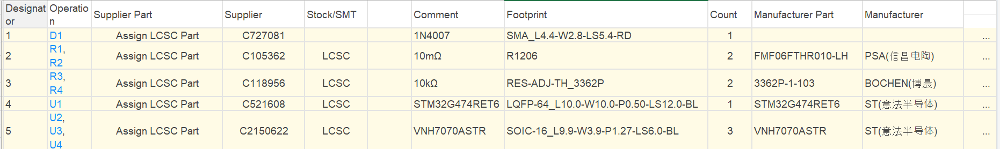 Designat
or
Operatio
n
Supplier Part
Supplier
Stock/SMT
Comment
Footprint
Count
Manufacturer Part
Manufacturer
1
D1
Assign LCSC Part
C727081
1N4007
SMA_L4.4-W2.8-LS5.4-RD
1
...
2
R1,
R2
Assign LCSC Part
C105362
LCSC
10mΩ
R1206
2
FMF06FTHR010-LH
PSA(信昌电陶)
...
3
R3,
R4
Assign LCSC Part
C118956
LCSC
10kΩ
RES-ADJ-TH_3362P
2
3362P-1-103
BOCHEN(博晨)
...
4
U1
Assign LCSC Part
C521608
LCSC
STM32G474RET6
LQFP-64_L10.0-W10.0-P0.50-LS12.0-BL
1
STM32G474RET6
ST(意法半导体)
...
5
U2,
U3,
U4
Assign LCSC Part
C2150622
LCSC
VNH7070ASTR
SOIC-16_L9.9-W3.9-P1.27-LS6.0-BL
3
VNH7070ASTR
ST(意法半导体)
...